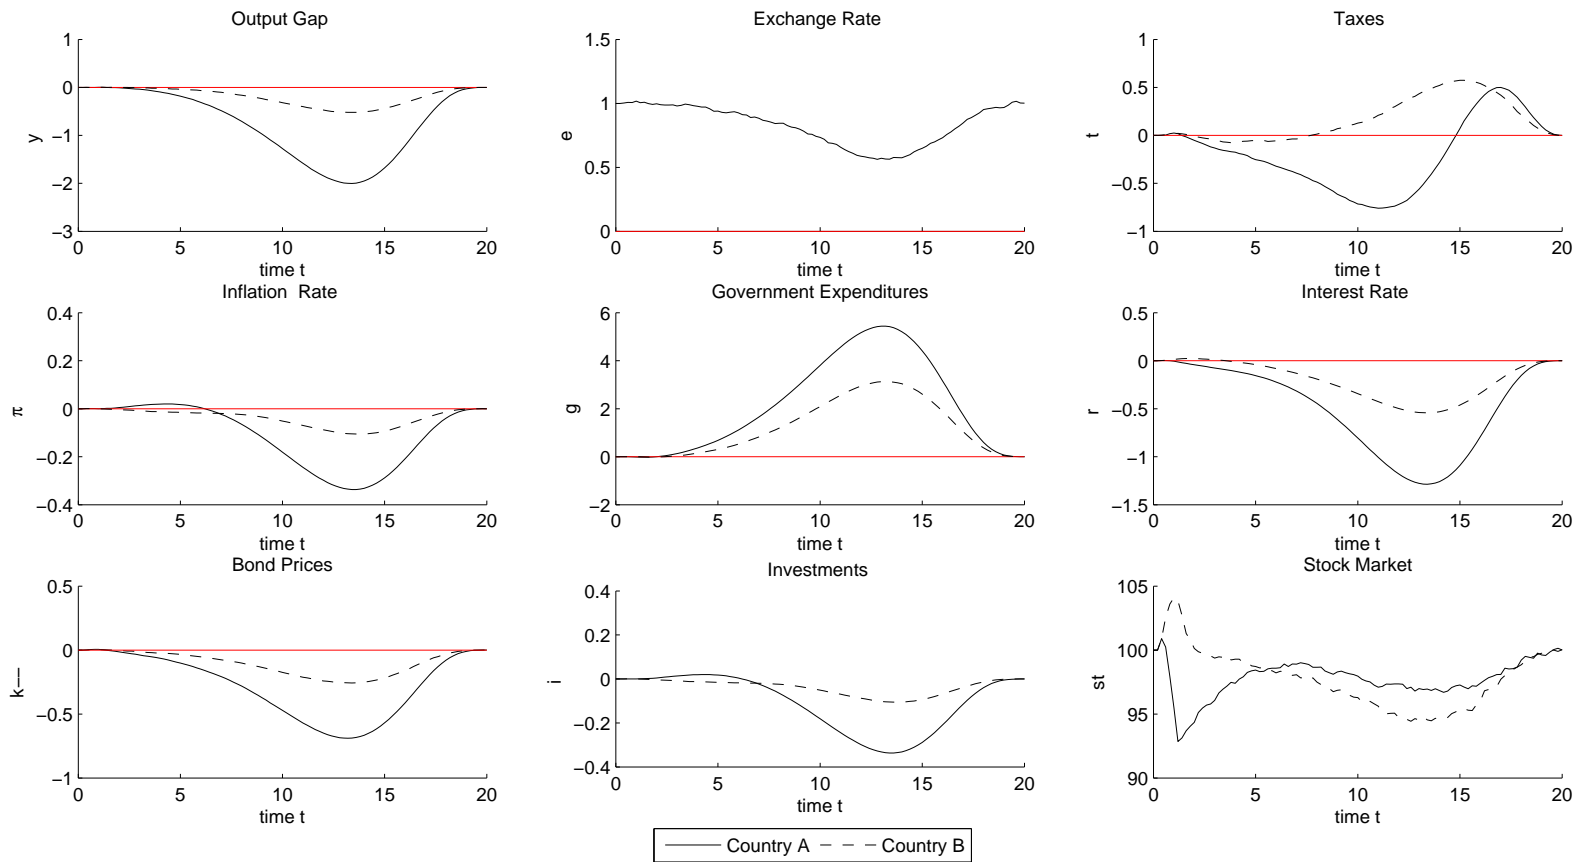 Output Gap
1
0
−1
−2
−3
y
0 5 10 15 20
time t
Exchange Rate
1.5
1
0.5
0
e
0 5 10 15 20
time t
Taxes
1
0.5
0
−0.5
−1
t
0 5 10 15 20
time t
Inflation Rate
0.4
0.2
0
−0.2
−0.4
π
0 5 10 15 20
time t
Government Expenditures
6
4
2
0
−2
g
0 5 10 15 20
time t
Interest Rate
0.5
0
−0.5
−1
−1.5
r
0 5 10 15 20
time t
Bond Prices
0.5
0
−0.5
−1
k−−
0 5 10 15 20
time t
Investments
0.4
0.2
0
−0.2
−0.4
i
0 5 10 15 20
time t
Stock Market
105
100
95
90
st
0 5 10 15 20
time t
Country A
Country B